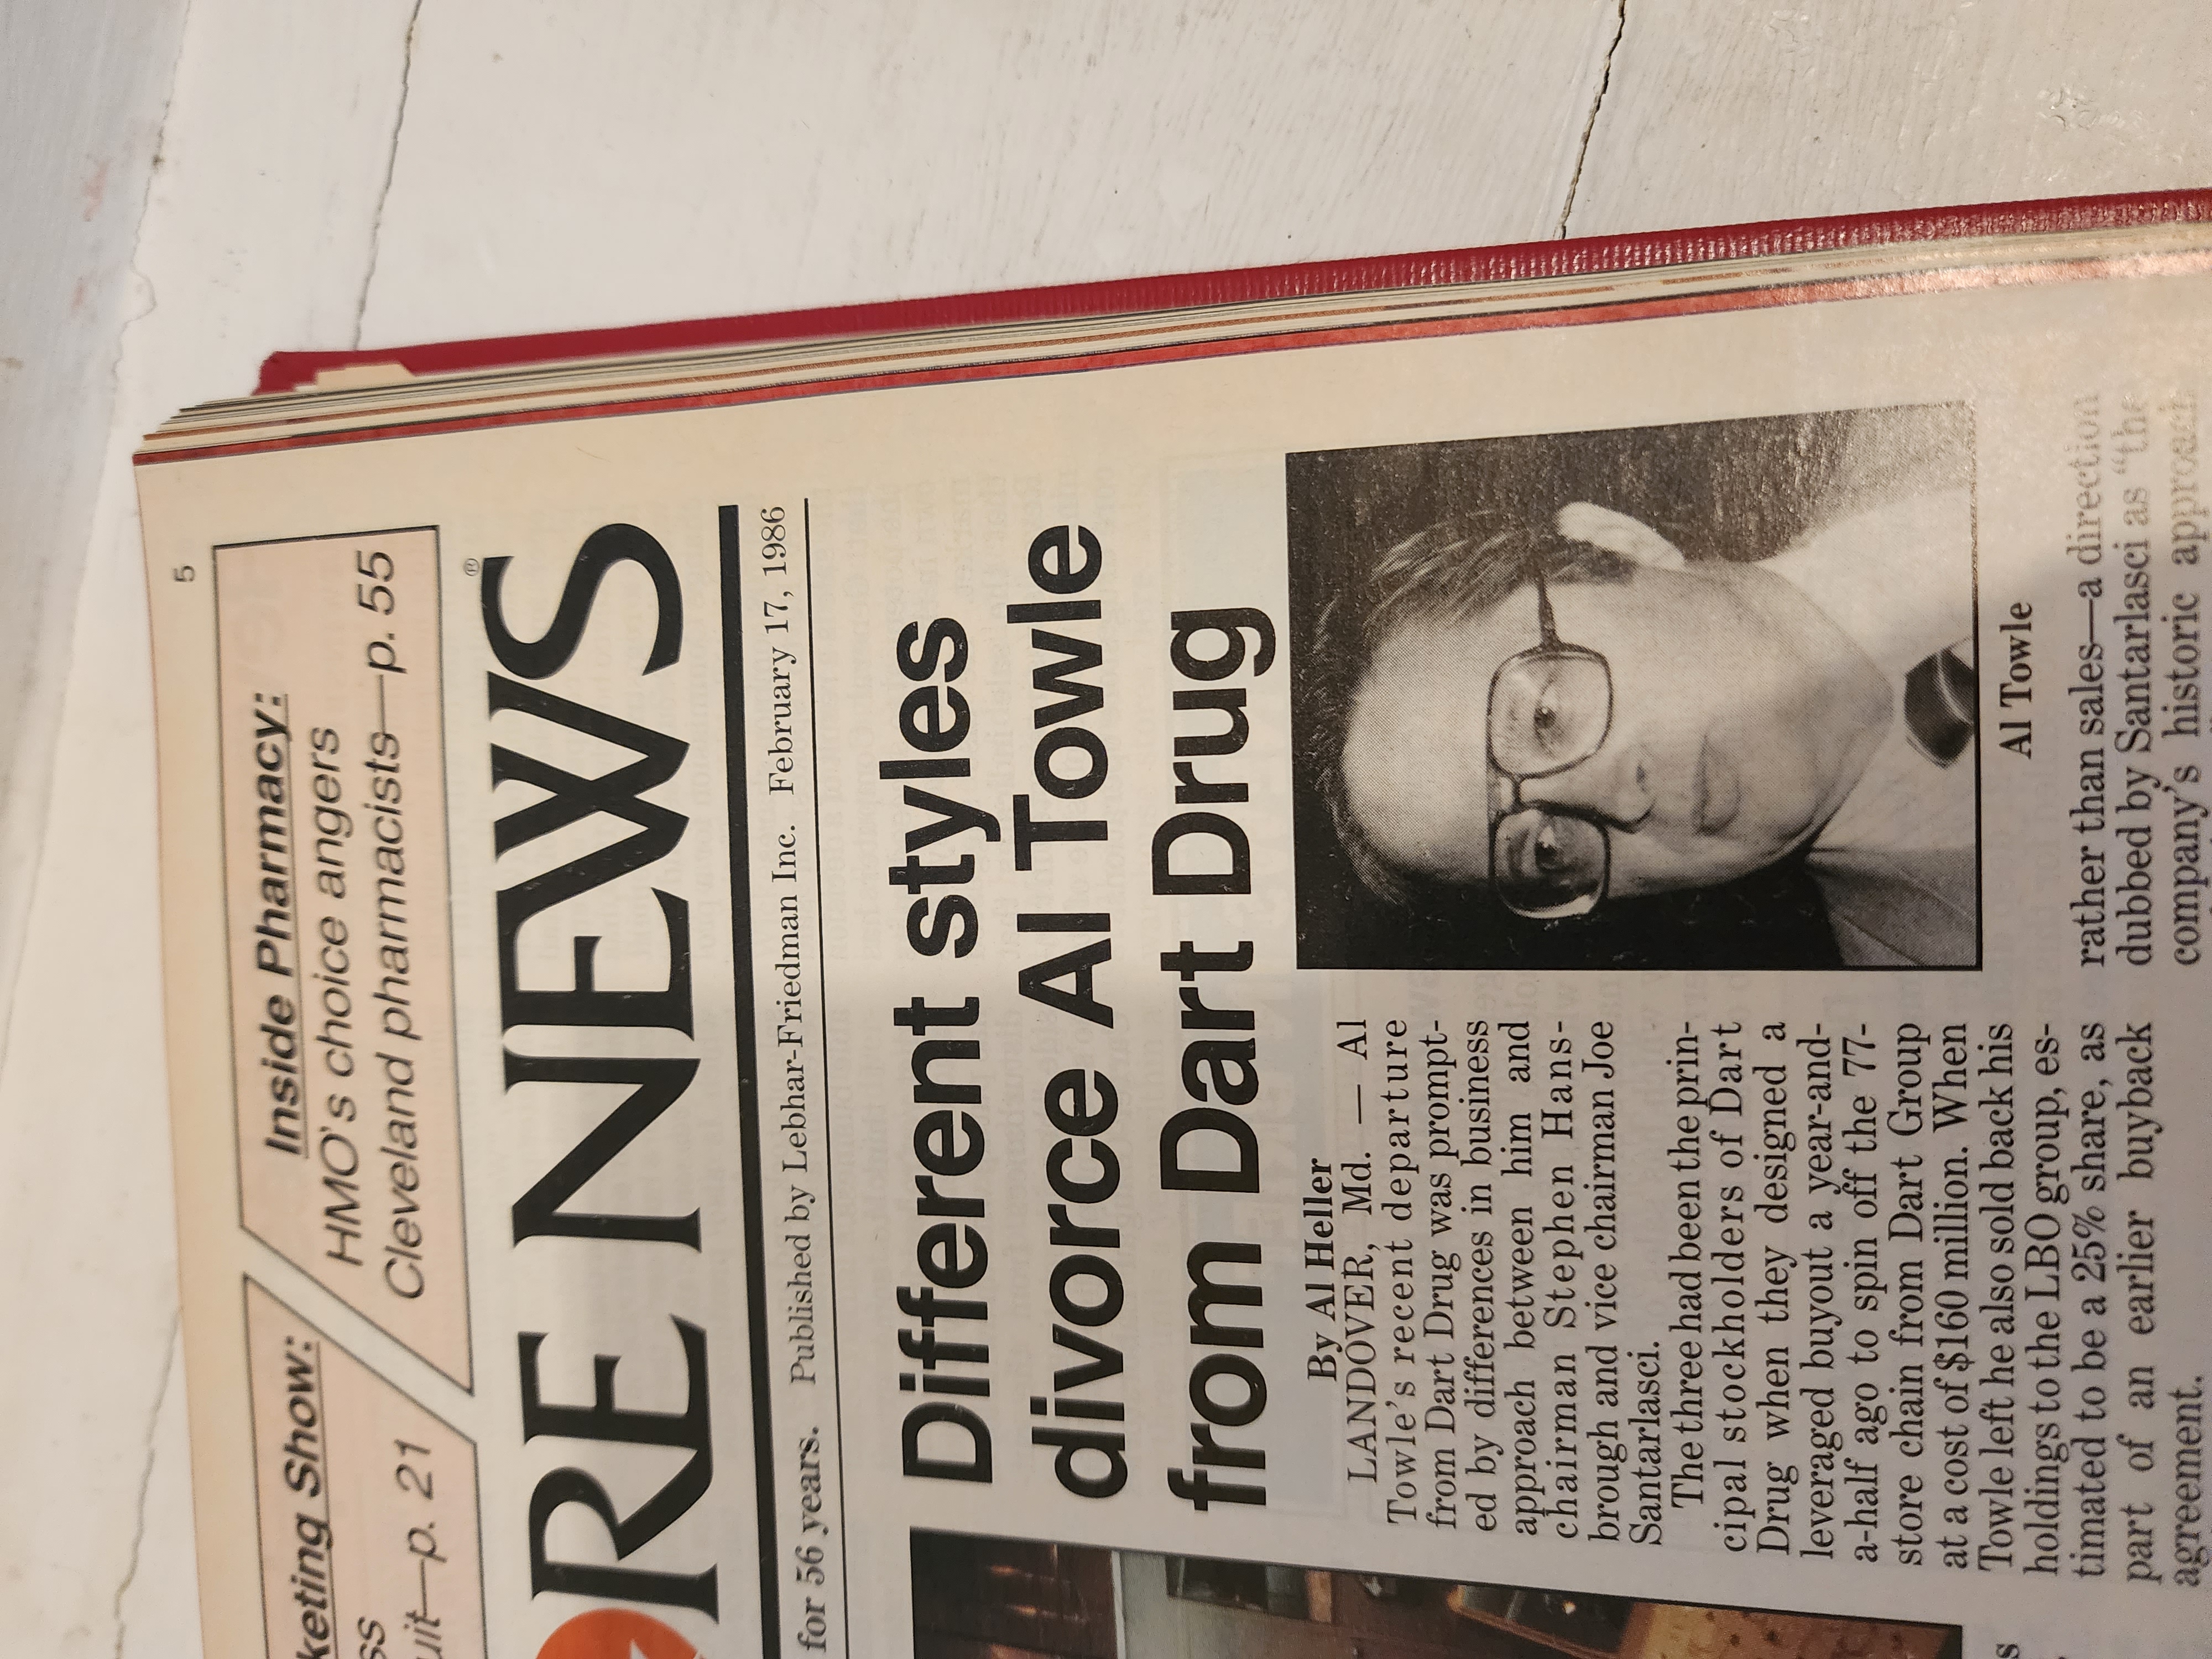 5
keting Show:
ss
uit—p. 21
Inside Pharmacy:
HMO's choice angers
Cleveland pharmacists—p. 55
RE NEWS®
for 56 years. Published by Lebhar-Friedman Inc. February 17, 1986
Different styles
divorce Al Towle
from Dart Drug
By Al Heller
LANDOVER, Md. — Al
Towle's recent departure
from Dart Drug was prompt-
ed by differences in business
approach between him and
chairman Stephen Hans-
brough and vice chairman Joe
Santarlasci.
The three had been the prin-
cipal stockholders of Dart
Drug when they designed a
leveraged buyout a year-and-
a-half ago to spin off the 77-
store chain from Dart Group
at a cost of $160 million. When
Towle left he also sold back his
holdings to the LBO group, es-
timated to be a 25% share, as
part of an earlier buyback
agreement.
Al Towle
rather than sales—a direction
dubbed by Santarlasci as "the
company's historic approach
s